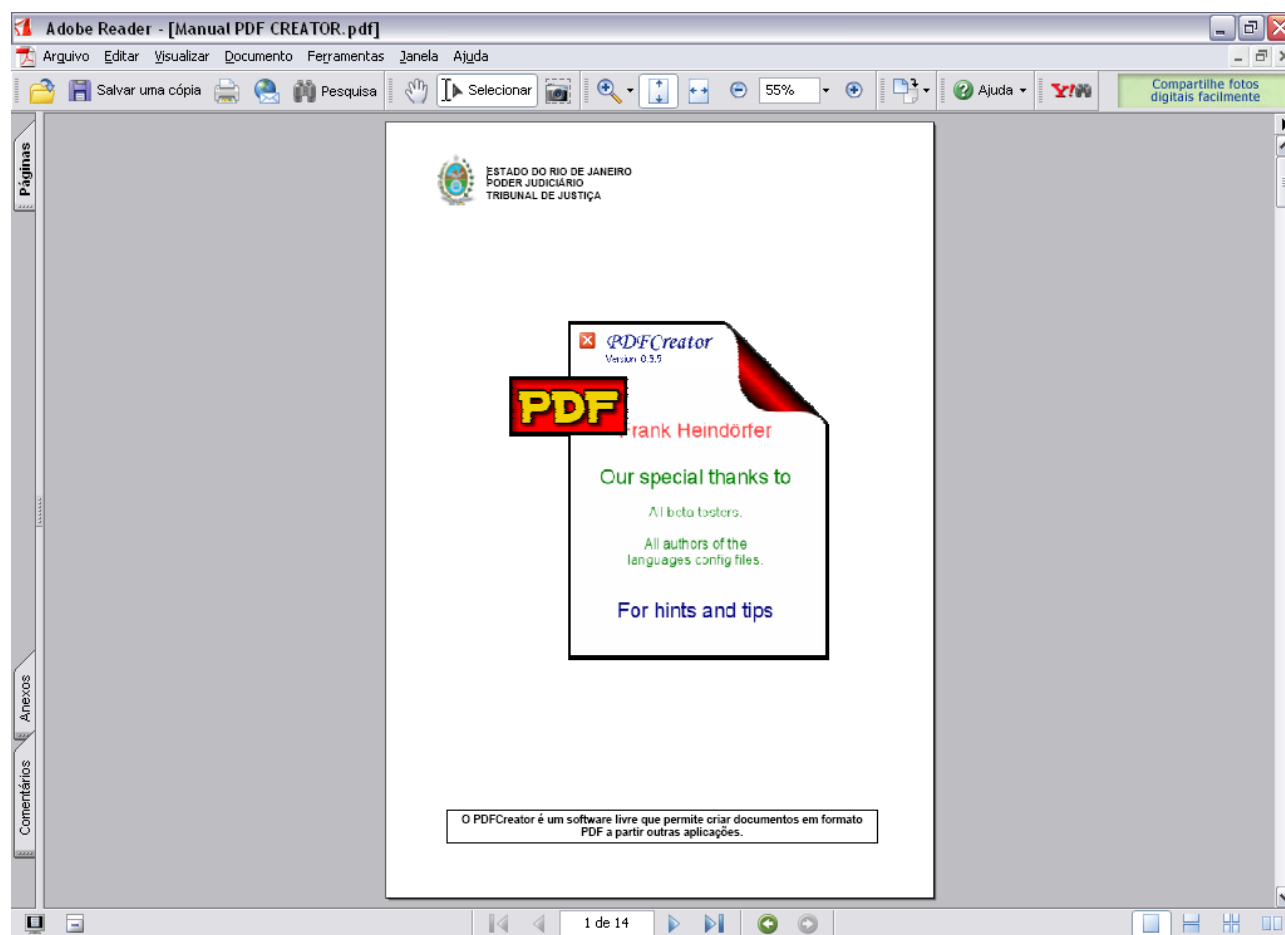 Adobe Reader - [Manual PDF CREATOR.pdf]
Arquivo Editar Visualizar Documento Ferramentas Janela Ajuda
Salvar uma cópia Pesquisa Selecionar 55% Ajuda Y! Compartilhe fotos
digitais facilmente
Páginas
ESTADO DO RIO DE JANEIRO
PODER JUDICIÁRIO
TRIBUNAL DE JUSTIÇA
PDFCreator
Version 0.9.5
PDF
Frank Heindörfer
Our special thanks to
All beta testers.
All authors of the
languages config files.
For hints and tips
Anexos
Comentários
O PDFCreator é um software livre que permite criar documentos em formato
PDF a partir outras aplicações.
1 de 14